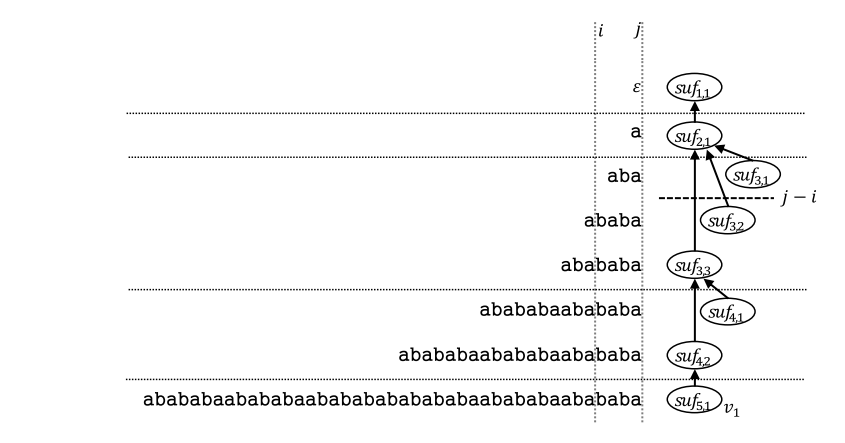 i j
ε suf1,1
a suf2,1
aba suf3,1
j − i
ababa suf3,2
abababa suf3,3
abababaabababa suf4,1
abababaabababaabababa suf4,2
abababaabababaabababababababaabababaabababa suf5,1 v1